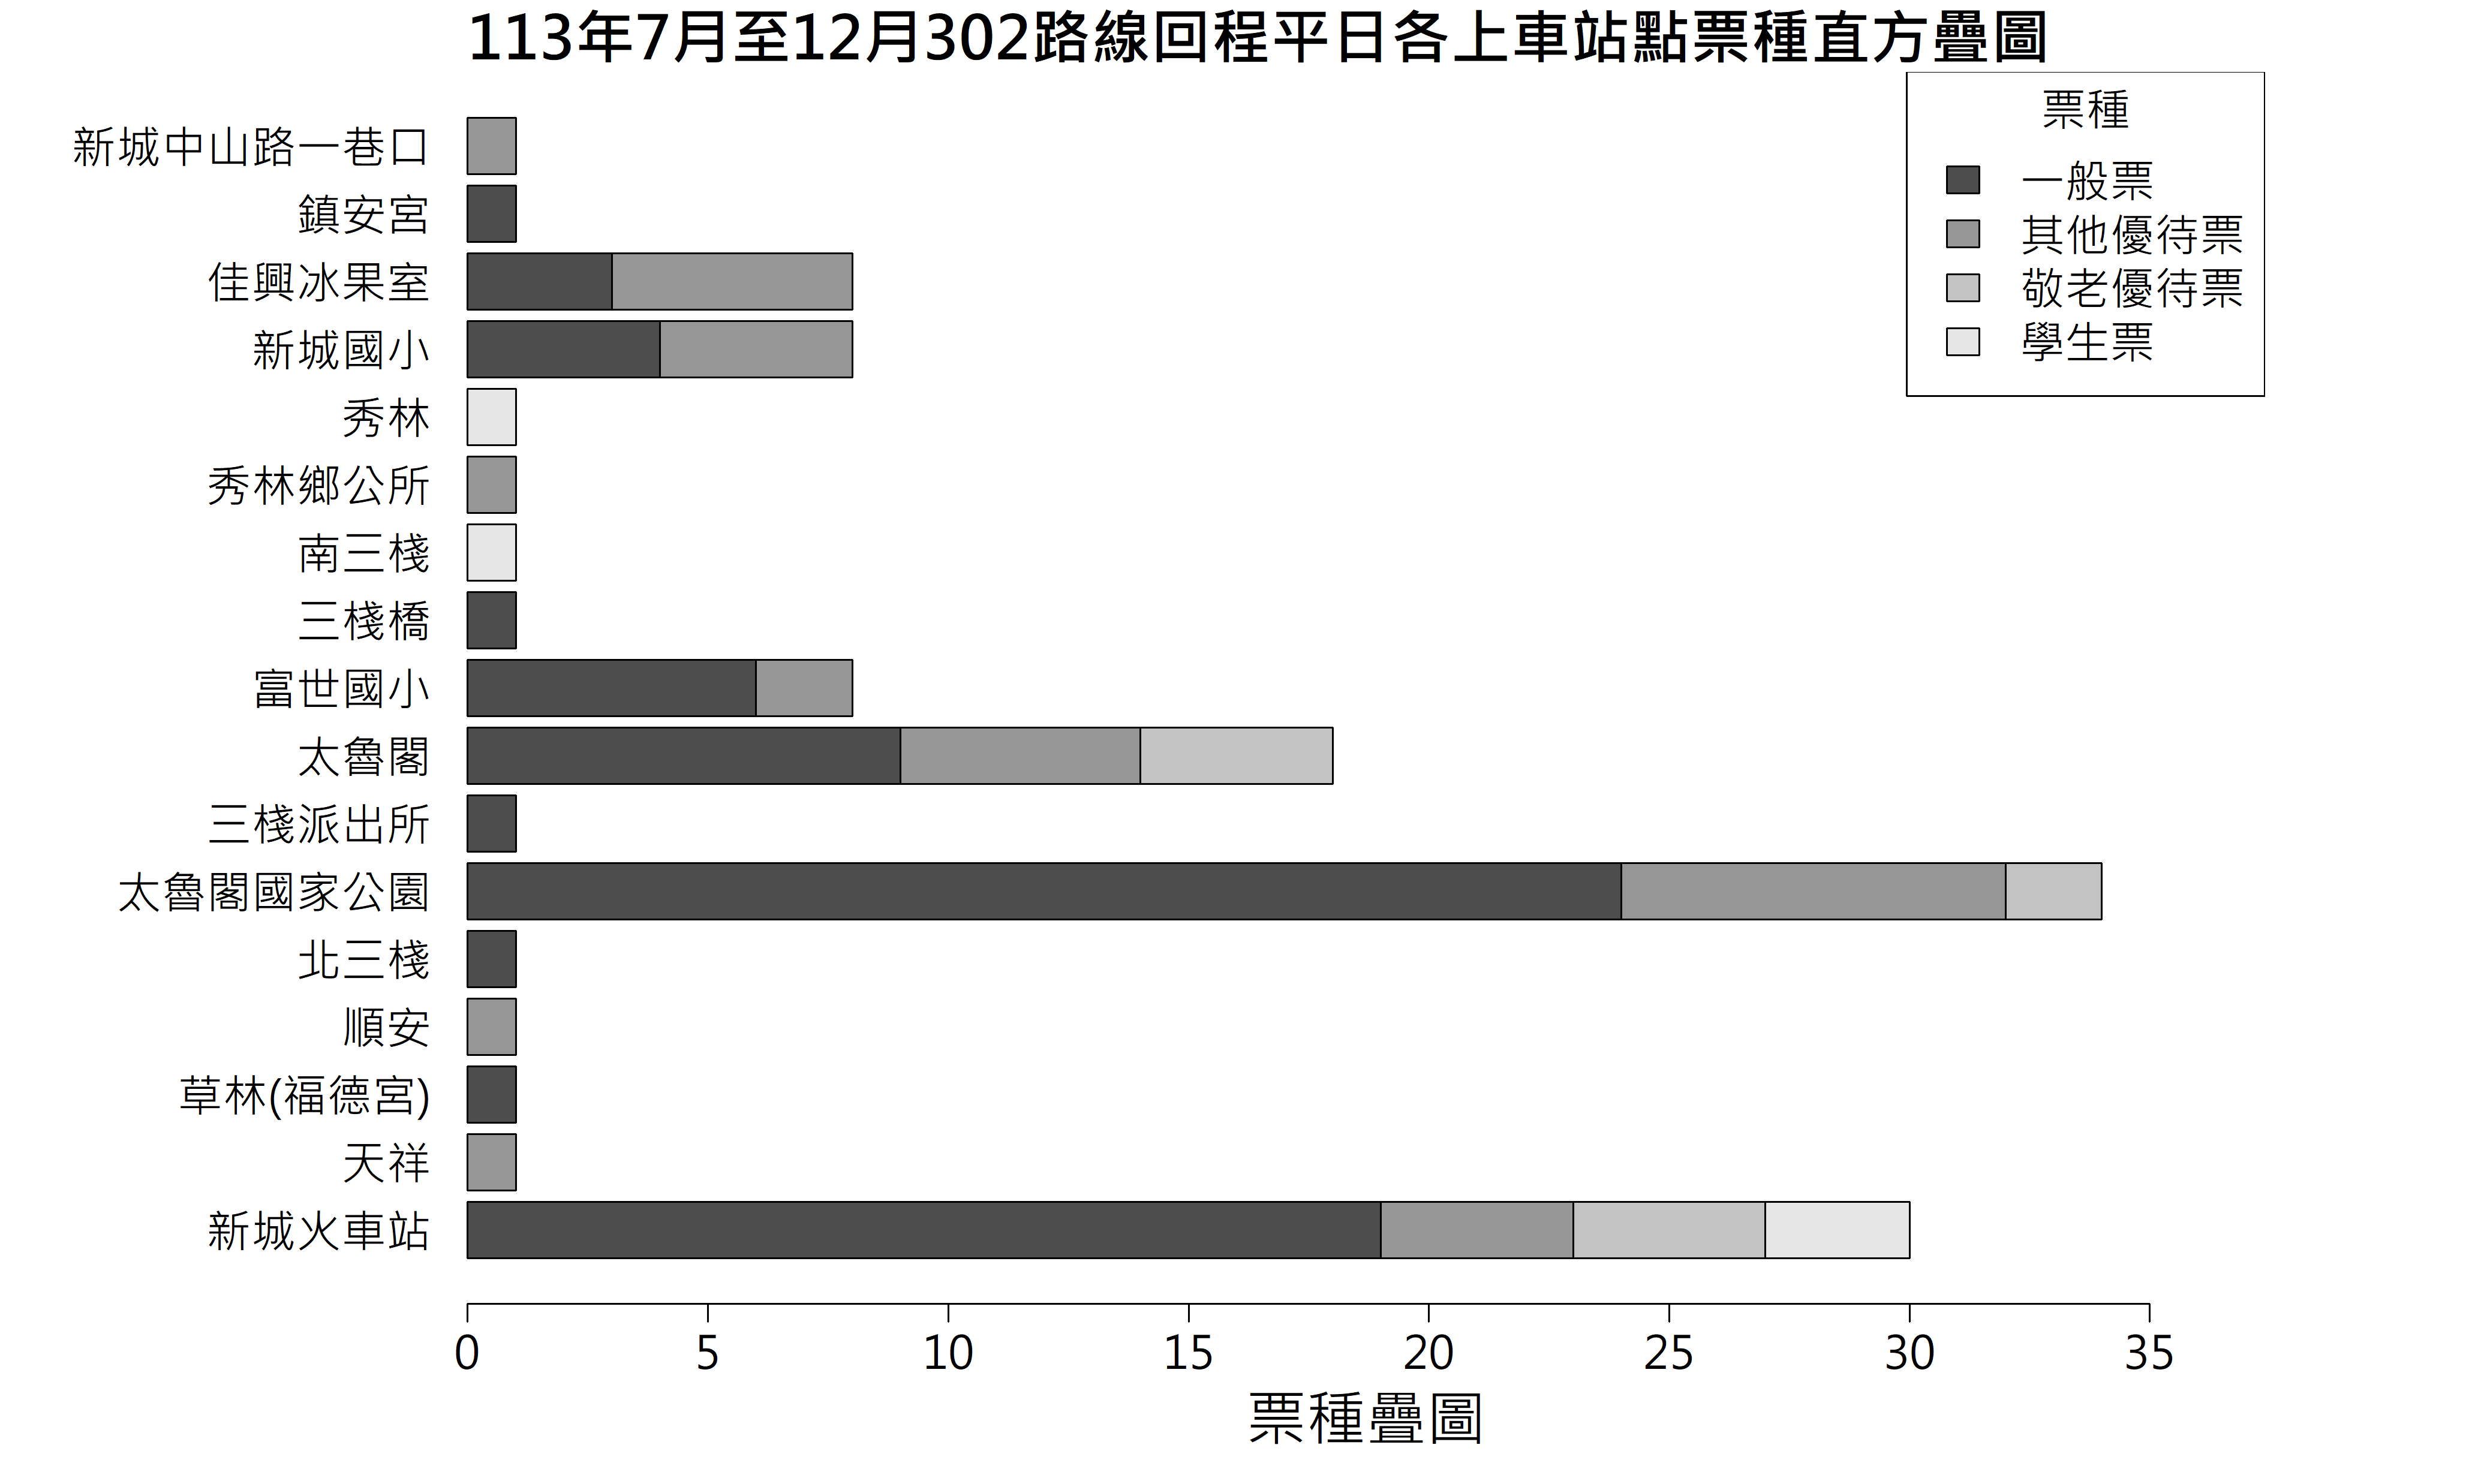 113年7月至12月302路線回程平日各上車站點票種直方疊圖
票種
一般票
其他優待票
敬老優待票
學生票
新城中山路一巷口
鎮安宮
佳興冰果室
新城國小
秀林
秀林鄉公所
南三棧
三棧橋
富世國小
太魯閣
三棧派出所
太魯閣國家公園
北三棧
順安
草林(福德宮)
天祥
新城火車站
0 5 10 15 20 25 30 35
票種疊圖